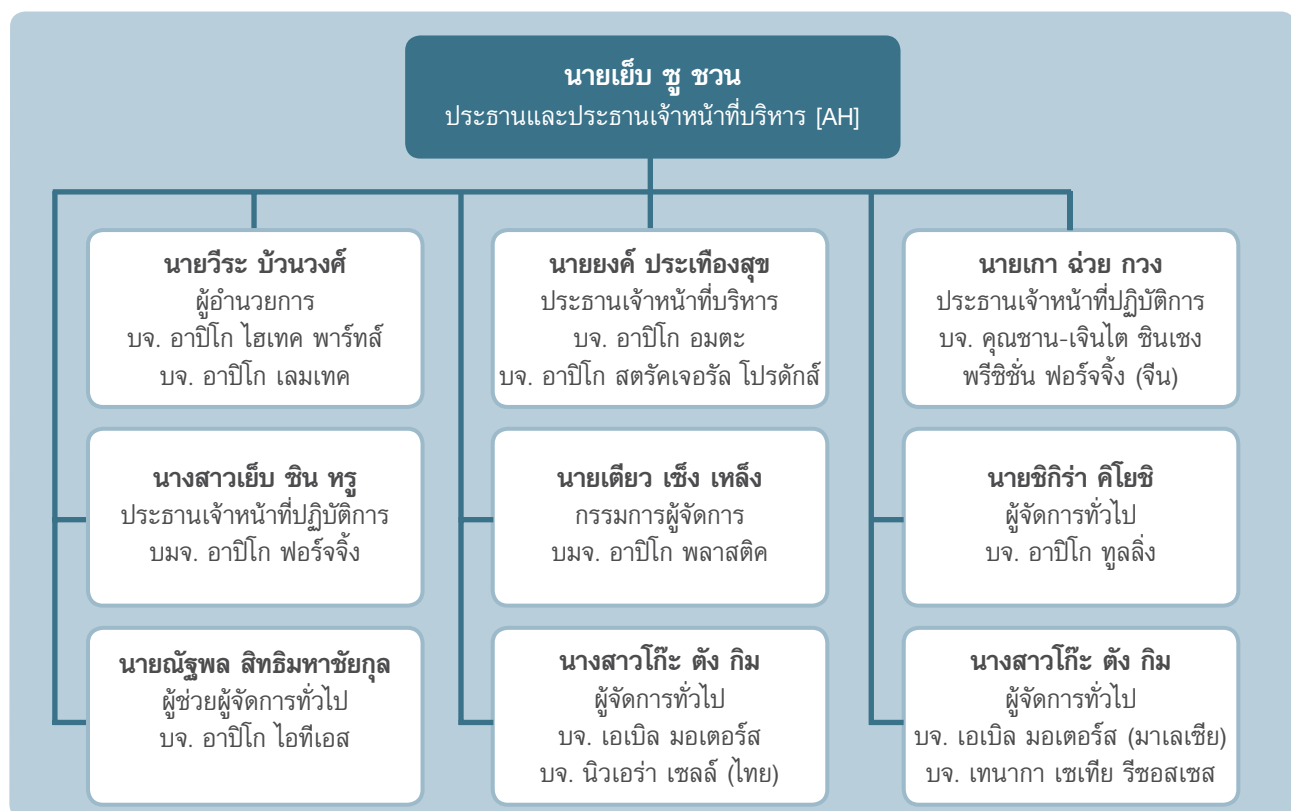 นายเย็บ ซู ชวน
ประธานและประธานเจ้าหน้าที่บริหาร [AH]
นายวีระ บ้วนวงศ์
ผู้อำนวยการ
บจ. อาปิโก ไฮเทค พาร์ทส์
บจ. อาปิโก เลมเทค
นายยงค์ ประเทืองสุข
ประธานเจ้าหน้าที่บริหาร
บจ. อาปิโก อมตะ
บจ. อาปิโก สตรัคเจอรัล โปรดักส์
นายเกา ฉ่วย กวง
ประธานเจ้าหน้าที่ปฏิบัติการ
บจ. คุณชาน-เจินไต ซินเชง
พรีซิชั่น ฟอร์จจิ้ง (จีน)
นางสาวเย็บ ซิน หรู
ประธานเจ้าหน้าที่ปฏิบัติการ
บมจ. อาปิโก ฟอร์จจิ้ง
นายเตียว เซ็ง เหล็ง
กรรมการผู้จัดการ
บมจ. อาปิโก พลาสติค
นายชิกิร่า คิโยชิ
ผู้จัดการทั่วไป
บจ. อาปิโก ทูลลิ่ง
นายณัฐพล สิทธิมหาชัยกุล
ผู้ช่วยผู้จัดการทั่วไป
บจ. อาปิโก ไอทีเอส
นางสาวโก๊ะ ตัง กิม
ผู้จัดการทั่วไป
บจ. เอเบิล มอเตอร์ส
บจ. นิวเอร่า เซลล์ (ไทย)
นางสาวโก๊ะ ตัง กิม
ผู้จัดการทั่วไป
บจ. เอเบิล มอเตอร์ส (มาเลเซีย)
บจ. เทนากา เซเทีย รีซอสเซส